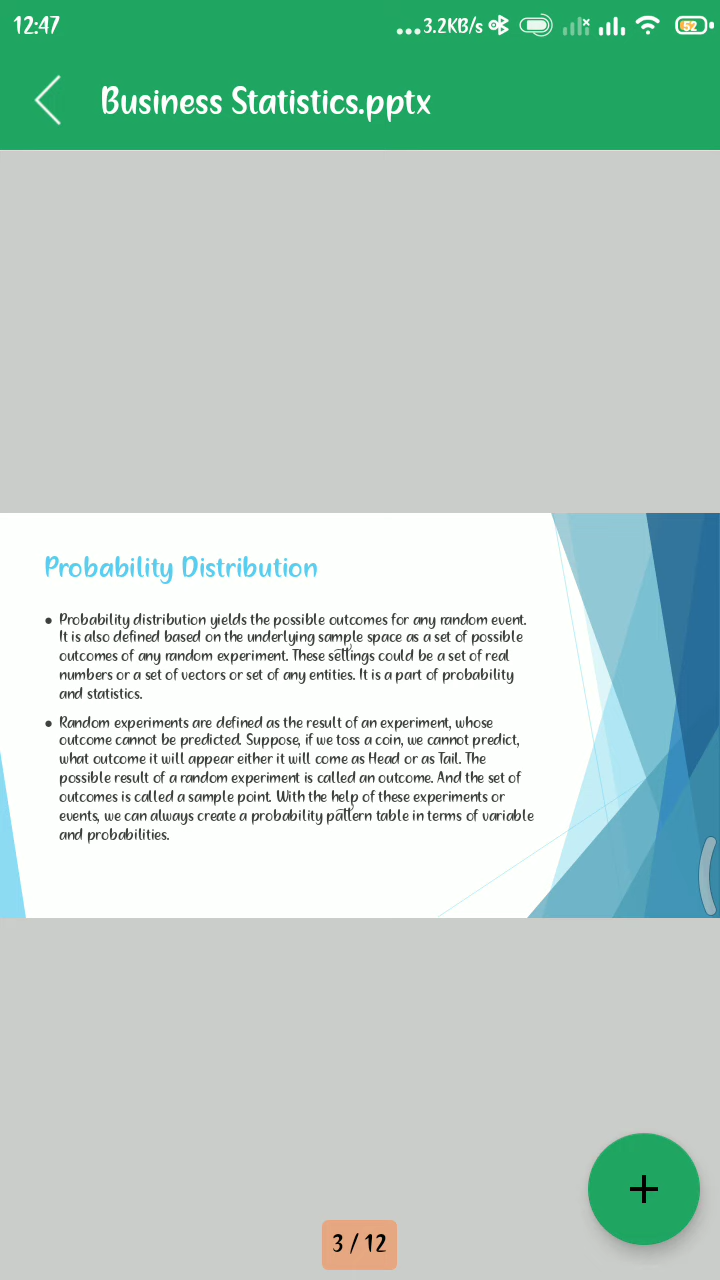 12:47
...3.2KB/s
52
Business Statistics.pptx
Probability Distribution
• Probability distribution yields the possible outcomes for any random event.
It is also defined based on the underlying sample space as a set of possible
outcomes of any random experiment. These settings could be a set of real
numbers or a set of vectors or set of any entities. It is a part of probability
and statistics.
• Random experiments are defined as the result of an experiment, whose
outcome cannot be predicted. Suppose, if we toss a coin, we cannot predict,
what outcome it will appear either it will come as Head or as Tail. The
possible result of a random experiment is called an outcome. And the set of
outcomes is called a sample point. With the help of these experiments or
events, we can always create a probability pattern table in terms of variable
and probabilities.
+
3 / 12